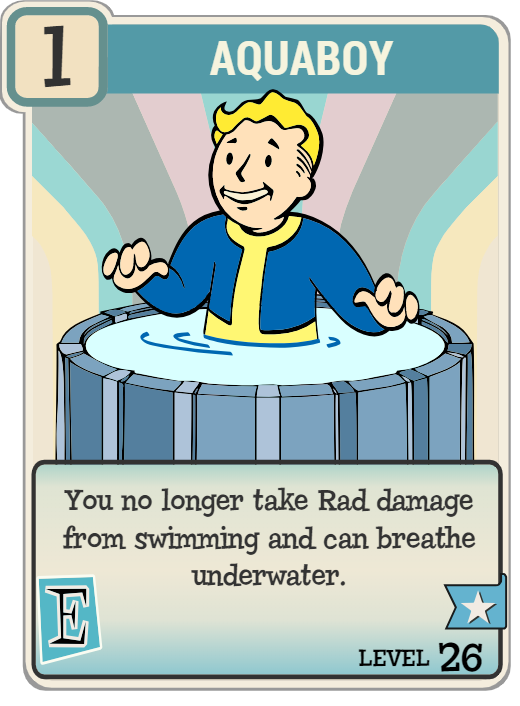 1
AQUABOY
You no longer take Rad damage
from swimming and can breathe
underwater.
E
LEVEL 26